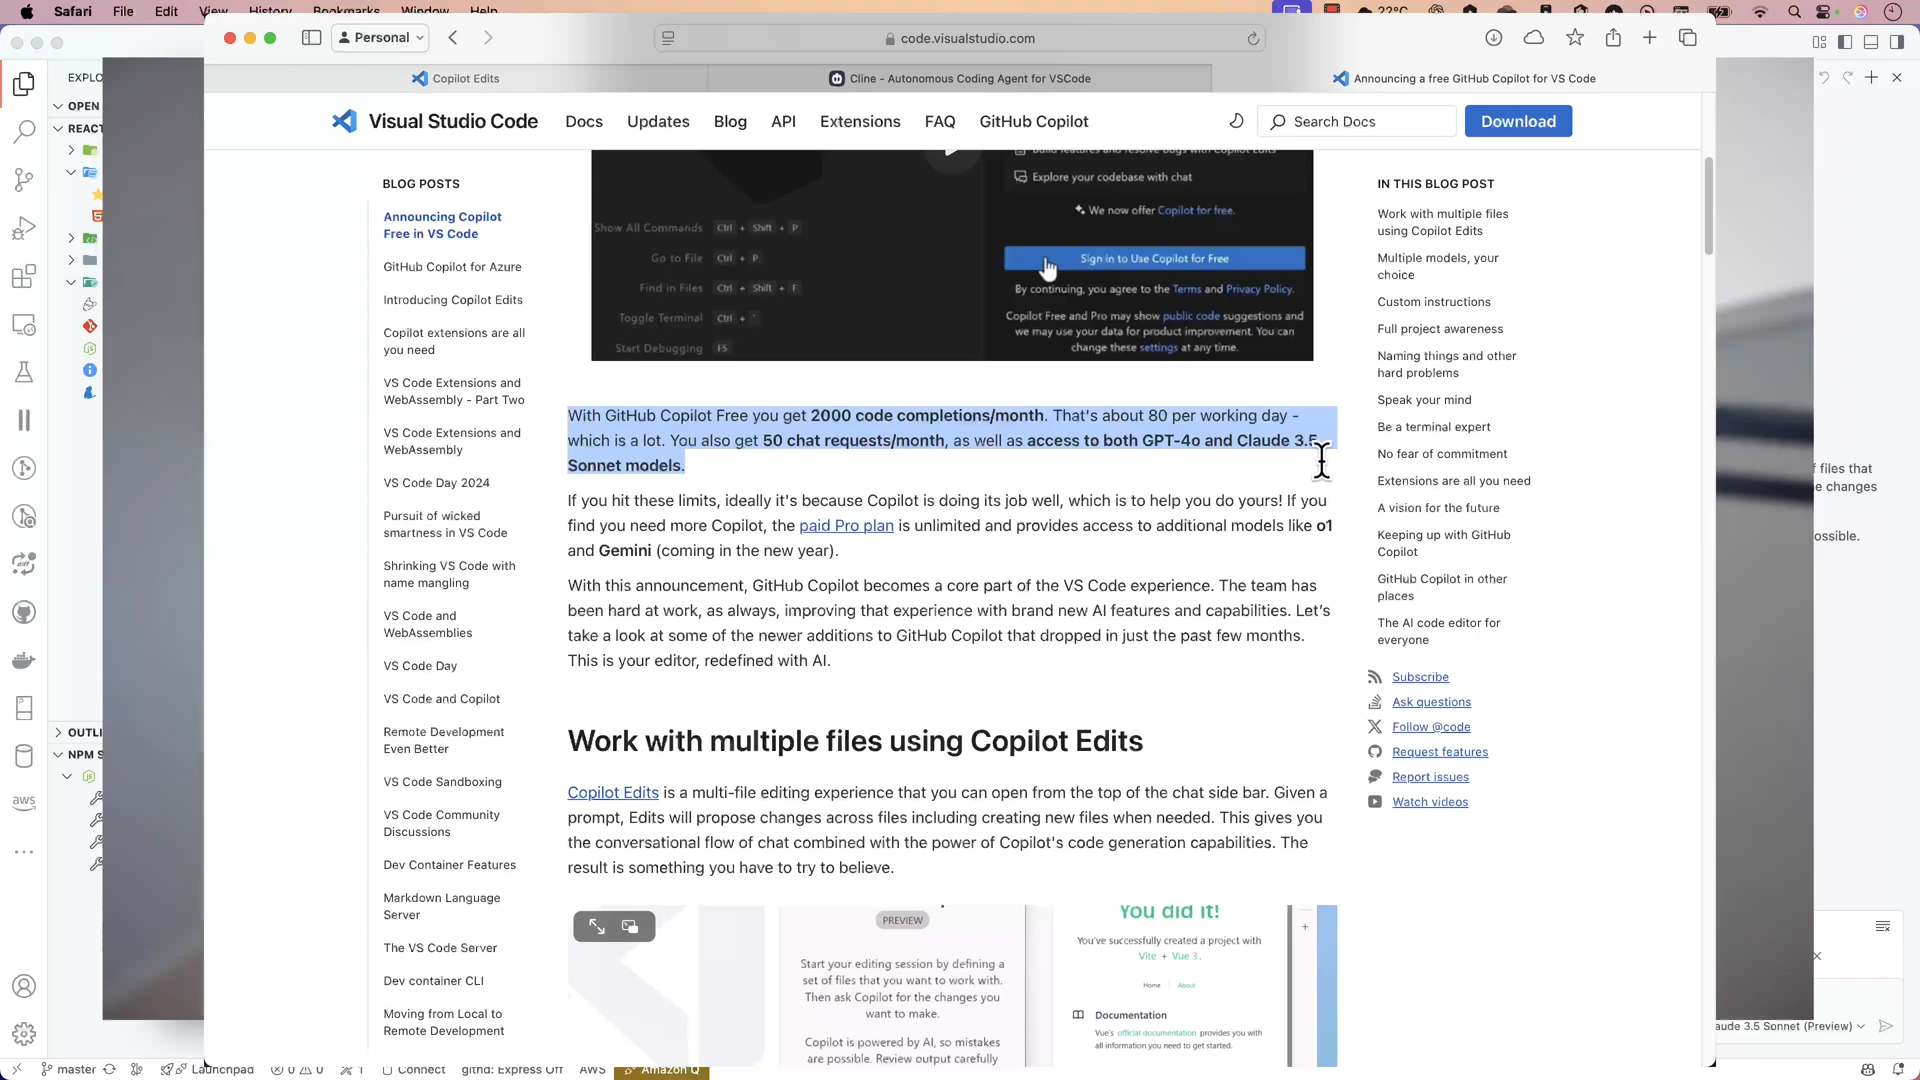 Safari File Edit View History Bookmarks Window Help 22°C
Personal
code.visualstudio.com
Copilot Edits
Cline - Autonomous Coding Agent for VSCode
Announcing a free GitHub Copilot for VS Code
EXPLO
OPEN
REACT
OUTLI
NPM S
aws
Visual Studio Code Docs Updates Blog API Extensions FAQ GitHub Copilot Search Docs Download
BLOG POSTS
Announcing Copilot
Free in VS Code
GitHub Copilot for Azure
Introducing Copilot Edits
Copilot extensions are all
you need
VS Code Extensions and
WebAssembly - Part Two
VS Code Extensions and
WebAssembly
VS Code Day 2024
Pursuit of wicked
smartness in VS Code
Shrinking VS Code with
name mangling
VS Code and
WebAssemblies
VS Code Day
VS Code and Copilot
Remote Development
Even Better
VS Code Sandboxing
VS Code Community
Discussions
Dev Container Features
Markdown Language
Server
The VS Code Server
Dev container CLI
Moving from Local to
Remote Development
Build features and resolve bugs with Copilot Edits
Explore your codebase with chat
We now offer Copilot for free.
Sign in to Use Copilot for Free
By continuing, you agree to the Terms and Privacy Policy.
Copilot Free and Pro may show public code suggestions and
we may use your data for product improvement. You can
change these settings at any time.
Show All Commands Ctrl + Shift + P
Go to File Ctrl + P
Find in Files Ctrl + Shift + F
Toggle Terminal Ctrl + `
Start Debugging F5
With GitHub Copilot Free you get 2000 code completions/month. That's about 80 per working day -
which is a lot. You also get 50 chat requests/month, as well as access to both GPT-4o and Claude 3.5
Sonnet models.
If you hit these limits, ideally it's because Copilot is doing its job well, which is to help you do yours! If you
find you need more Copilot, the paid Pro plan is unlimited and provides access to additional models like o1
and Gemini (coming in the new year).
With this announcement, GitHub Copilot becomes a core part of the VS Code experience. The team has
been hard at work, as always, improving that experience with brand new AI features and capabilities. Let's
take a look at some of the newer additions to GitHub Copilot that dropped in just the past few months.
This is your editor, redefined with AI.
Work with multiple files using Copilot Edits
Copilot Edits is a multi-file editing experience that you can open from the top of the chat side bar. Given a
prompt, Edits will propose changes across files including creating new files when needed. This gives you
the conversational flow of chat combined with the power of Copilot's code generation capabilities. The
result is something you have to try to believe.
PREVIEW
Start your editing session by defining a
set of files that you want to work with.
Then ask Copilot for the changes you
want to make.
Copilot is powered by AI, so mistakes
are possible. Review output carefully
You did it!
You've successfully created a project with
Vite + Vue 3.
Home About
Documentation
Vue's official documentation provides you with
all information you need to get started.
IN THIS BLOG POST
Work with multiple files
using Copilot Edits
Multiple models, your
choice
Custom instructions
Full project awareness
Naming things and other
hard problems
Speak your mind
Be a terminal expert
No fear of commitment
Extensions are all you need
A vision for the future
Keeping up with GitHub
Copilot
GitHub Copilot in other
places
The AI code editor for
everyone
Subscribe
Ask questions
Follow @code
Request features
Report issues
Watch videos
f files that
e changes
ossible.
aude 3.5 Sonnet (Preview)
master Launchpad 0 0 1 Connect githd: Express Off AWS Amazon Q